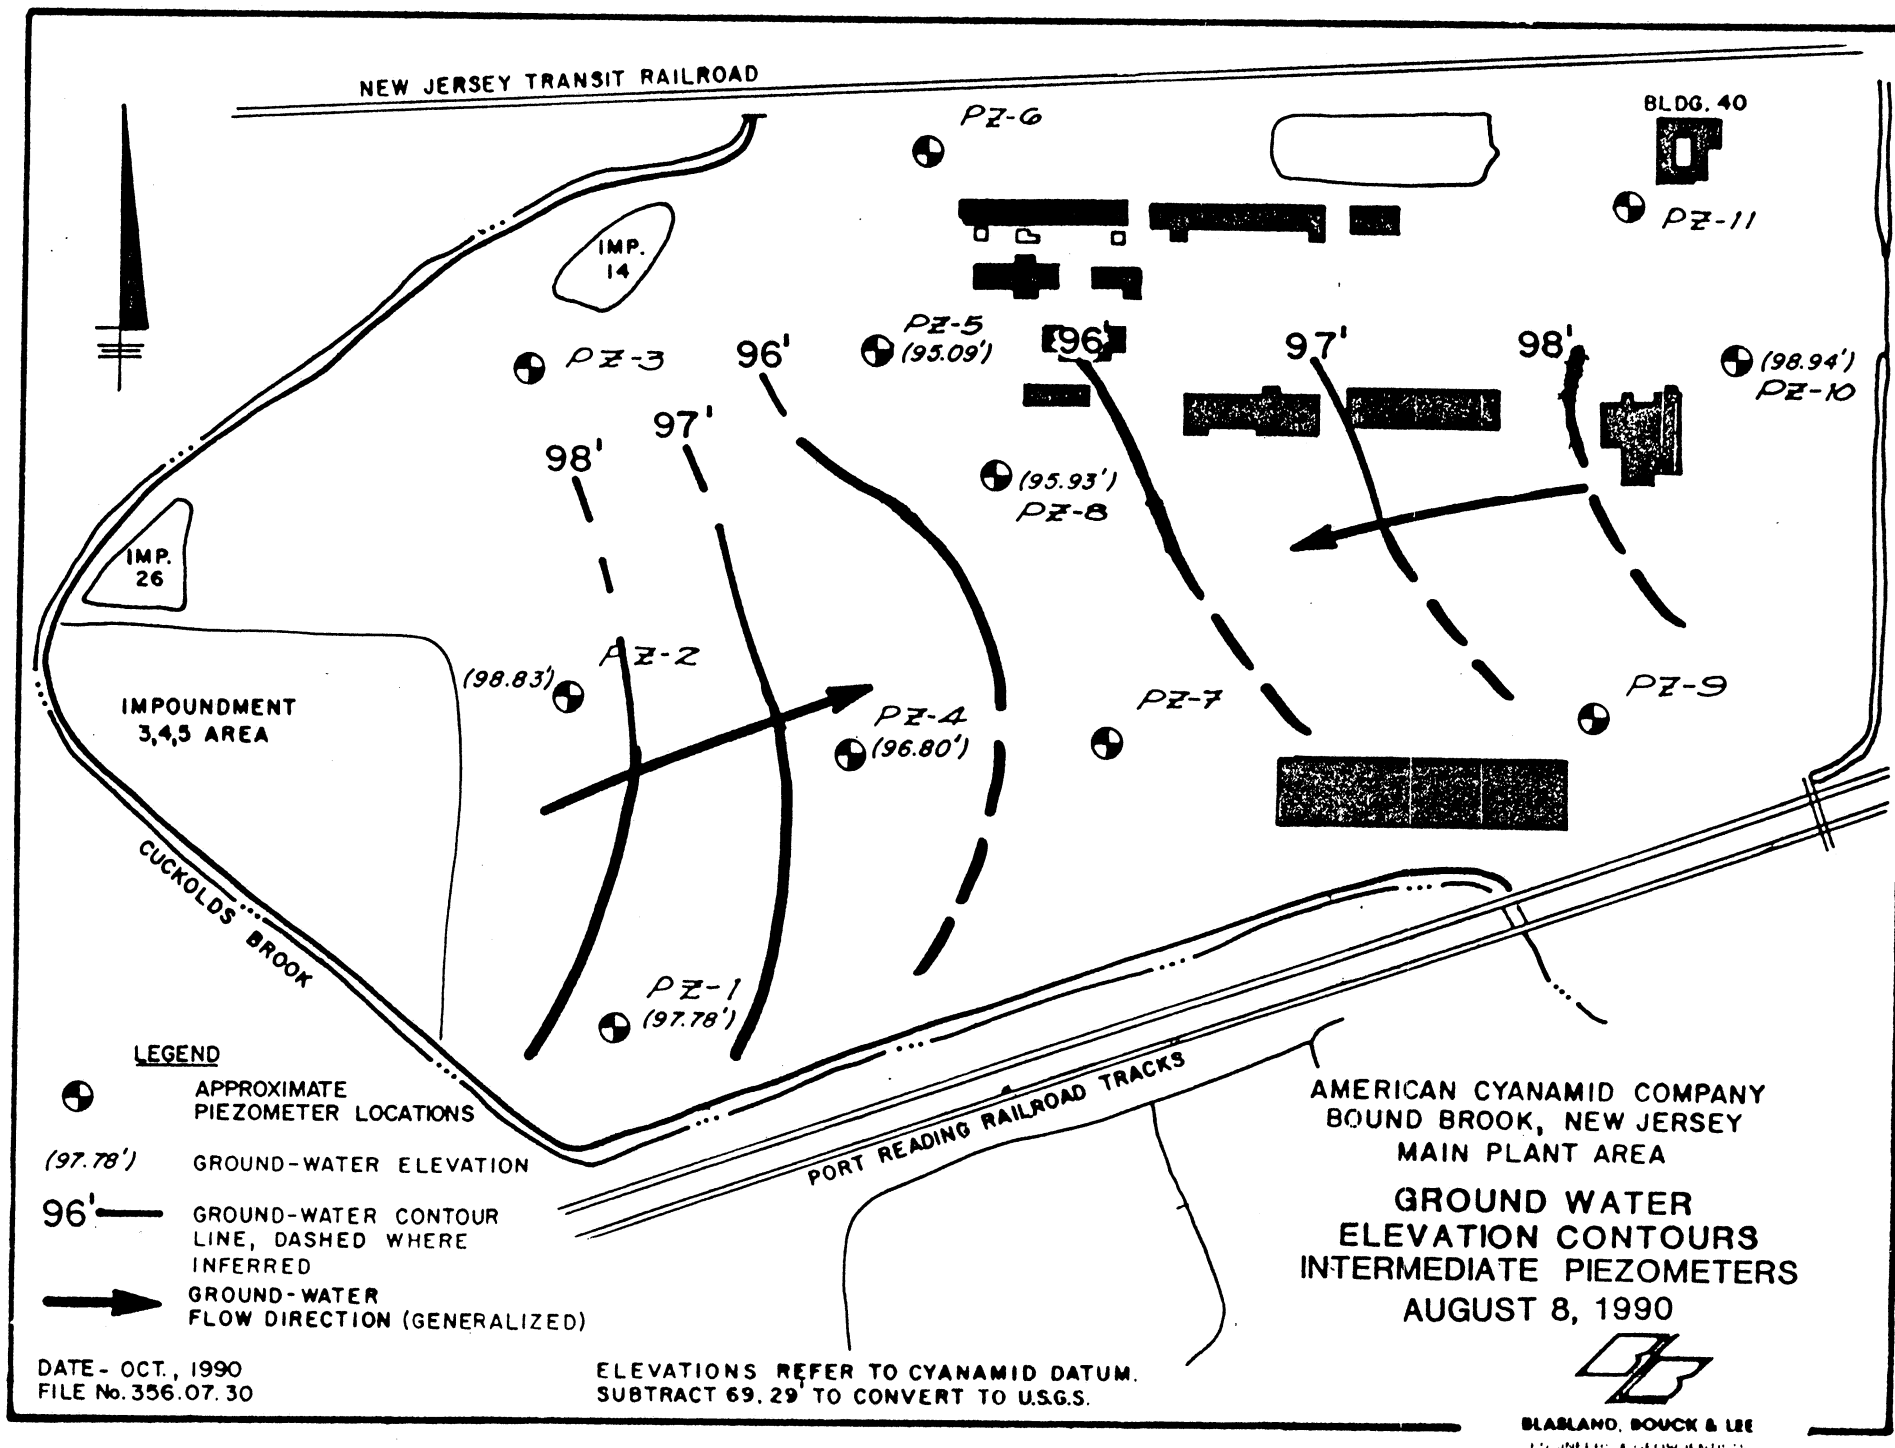 NEW JERSEY TRANSIT RAILROAD
BLDG. 40
PZ-6
PZ-11
IMP.
14
PZ-5
(95.09')
PZ-3
96'
96'
97'
98'
(98.94')
PZ-10
97'
98'
(95.93')
PZ-8
IMP.
26
PZ-2
(98.83')
IMPOUNDMENT
3,4,5 AREA
PZ-4
(96.80')
PZ-7
PZ-9
CUCKOLDS BROOK
PZ-1
(97.78')
PORT READING RAILROAD TRACKS
LEGEND
APPROXIMATE
PIEZOMETER LOCATIONS
(97.78') GROUND-WATER ELEVATION
96' GROUND-WATER CONTOUR
LINE, DASHED WHERE
INFERRED
GROUND-WATER
FLOW DIRECTION (GENERALIZED)
DATE - OCT., 1990
FILE No. 356.07.30
ELEVATIONS REFER TO CYANAMID DATUM.
SUBTRACT 69.29' TO CONVERT TO U.S.G.S.
AMERICAN CYANAMID COMPANY
BOUND BROOK, NEW JERSEY
MAIN PLANT AREA
GROUND WATER
ELEVATION CONTOURS
INTERMEDIATE PIEZOMETERS
AUGUST 8, 1990
BLASLAND, BOUCK & LEE